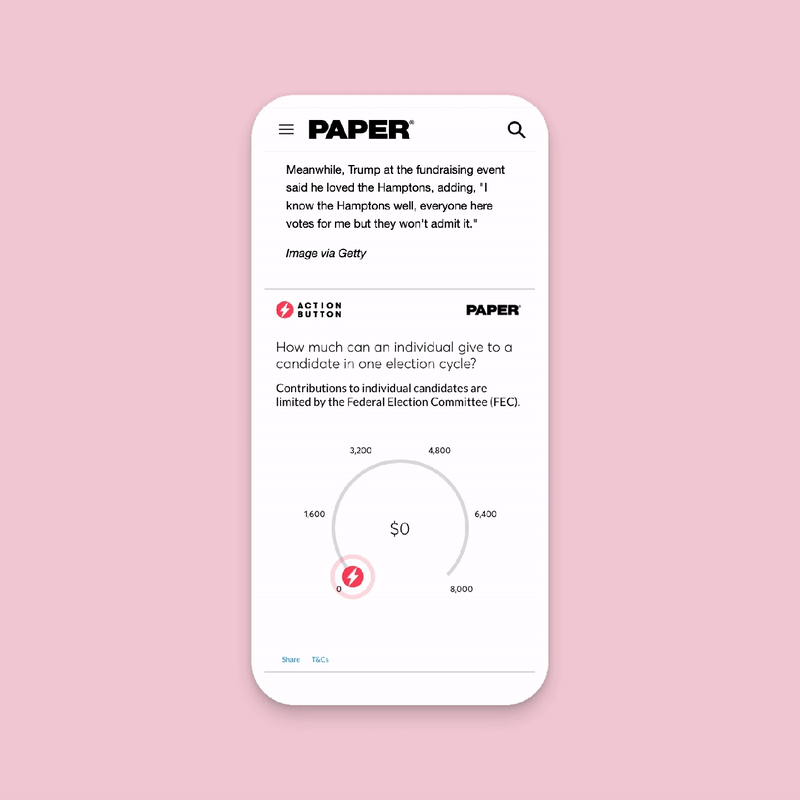 PAPER®
Meanwhile, Trump at the fundraising event
said he loved the Hamptons, adding, "I
know the Hamptons well, everyone here
votes for me but they won't admit it."
Image via Getty
ACTION
BUTTON
PAPER®
How much can an individual give to a
candidate in one election cycle?
Contributions to individual candidates are
limited by the Federal Election Committee (FEC).
3,200
4,800
1,600
6,400
$0
0
8,000
Share T&Cs